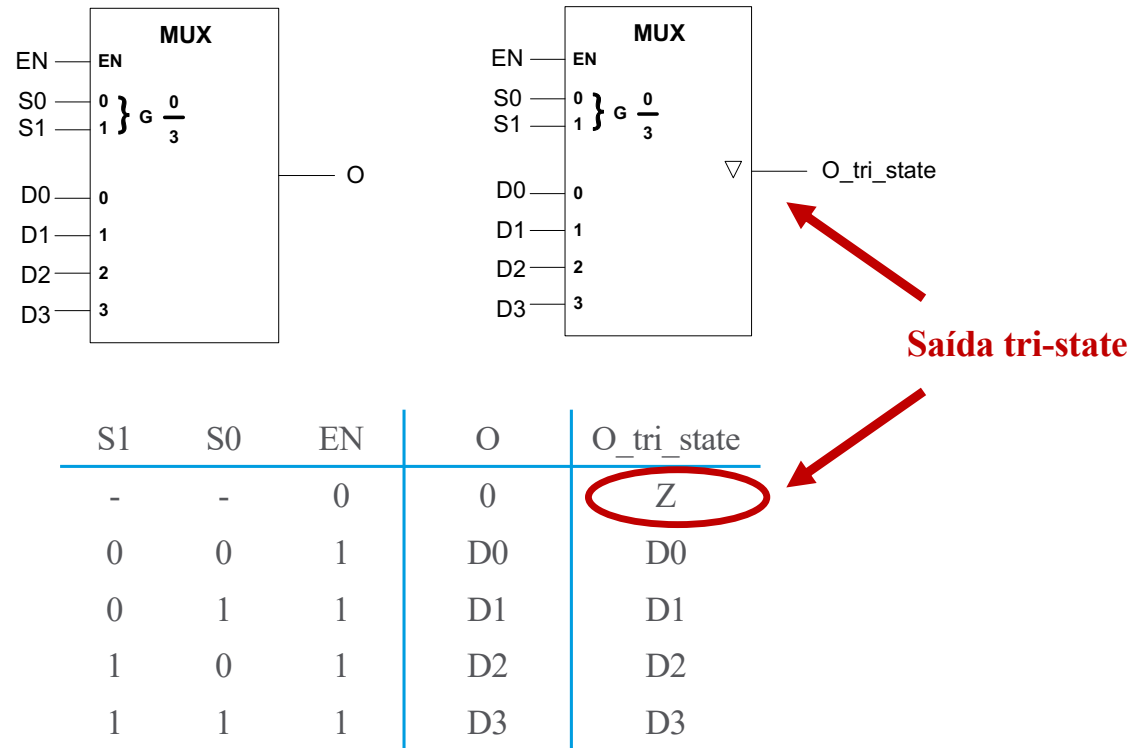 MUX
EN EN
S0 0 } G 0
S1 1 3
D0 0
D1 1
D2 2
D3 3
O
MUX
EN EN
S0 0 } G 0
S1 1 3
D0 0
D1 1
D2 2
D3 3
▽ O_tri_state
Saída tri-state
S1 S0 EN O O_tri_state
- - 0 0 Z
0 0 1 D0 D0
0 1 1 D1 D1
1 0 1 D2 D2
1 1 1 D3 D3